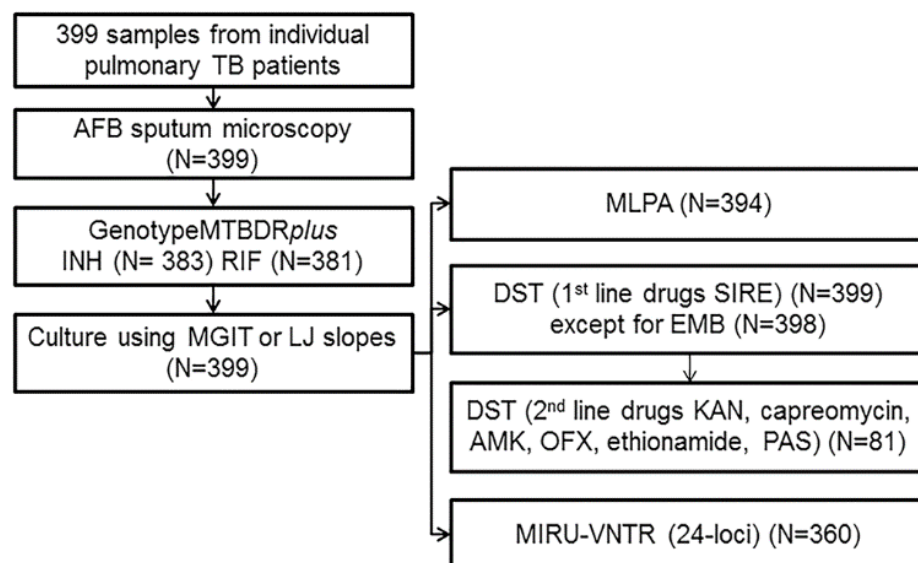 399 samples from individual
pulmonary TB patients
AFB sputum microscopy
(N=399)
GenotypeMTBDRplus
INH (N= 383) RIF (N=381)
Culture using MGIT or LJ slopes
(N=399)
MLPA (N=394)
DST (1st line drugs SIRE) (N=399)
except for EMB (N=398)
DST (2nd line drugs KAN, capreomycin,
AMK, OFX, ethionamide, PAS) (N=81)
MIRU-VNTR (24-loci) (N=360)